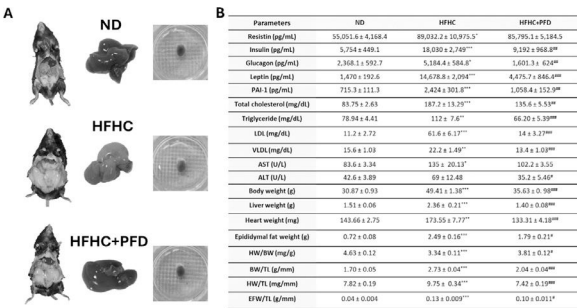 A
ND
HFHC
HFHC+PFD
B
Parameters ND HFHC HFHC+PFD
Resistin (pg/mL) 55,051.6 ± 4,168.4 89,032.2 ± 10,975.5* 85,795.1 ± 5,184.5
Insulin (pg/mL) 5,754 ± 449.1 18,030 ± 2,749*** 9,192 ± 968.8##
Glucagon (pg/mL) 2,368.1 ± 592.7 5,184.4 ± 584.8* 1,601.3 ± 624##
Leptin (pg/mL) 1,470 ± 192.6 14,678.8 ± 2,094*** 4,475.7 ± 846.4###
PAI-1 (pg/mL) 715.3 ± 111.3 2,424 ± 301.8*** 1,058.4 ± 152.9##
Total cholesterol (mg/dL) 83.75 ± 2.63 187.2 ± 13.29*** 135.6 ± 5.53##
Triglyceride (mg/dL) 78.94 ± 4.41 112 ± 7.6** 66.20 ± 5.39###
LDL (mg/dL) 11.2 ± 2.72 61.6 ± 6.17*** 14 ± 3.27###
VLDL (mg/dL) 15.6 ± 1.03 22.2 ± 1.49** 13.4 ± 1.03###
AST (U/L) 83.6 ± 3.34 135 ± 20.13* 102.2 ± 3.55
ALT (U/L) 42.6 ± 3.89 69 ± 12.48 35.2 ± 5.46#
Body weight (g) 30.87 ± 0.93 49.41 ± 1.38*** 35.63 ± 0.98###
Liver weight (g) 1.51 ± 0.06 2.36 ± 0.21*** 1.40 ± 0.08###
Heart weight (mg) 143.66 ± 2.75 173.55 ± 7.77** 133.31 ± 4.18###
Epididymal fat weight (g) 0.72 ± 0.08 2.49 ± 0.16*** 1.79 ± 0.21#
HW/BW (mg/g) 4.63 ± 0.12 3.34 ± 0.11*** 3.81 ± 0.12#
BW/TL (g/mm) 1.70 ± 0.05 2.73 ± 0.04*** 2.04 ± 0.04###
HW/TL (mg/mm) 7.82 ± 0.19 9.75 ± 0.34*** 7.42 ± 0.19###
EFW/TL (g/mm) 0.04 ± 0.004 0.13 ± 0.009*** 0.10 ± 0.011#